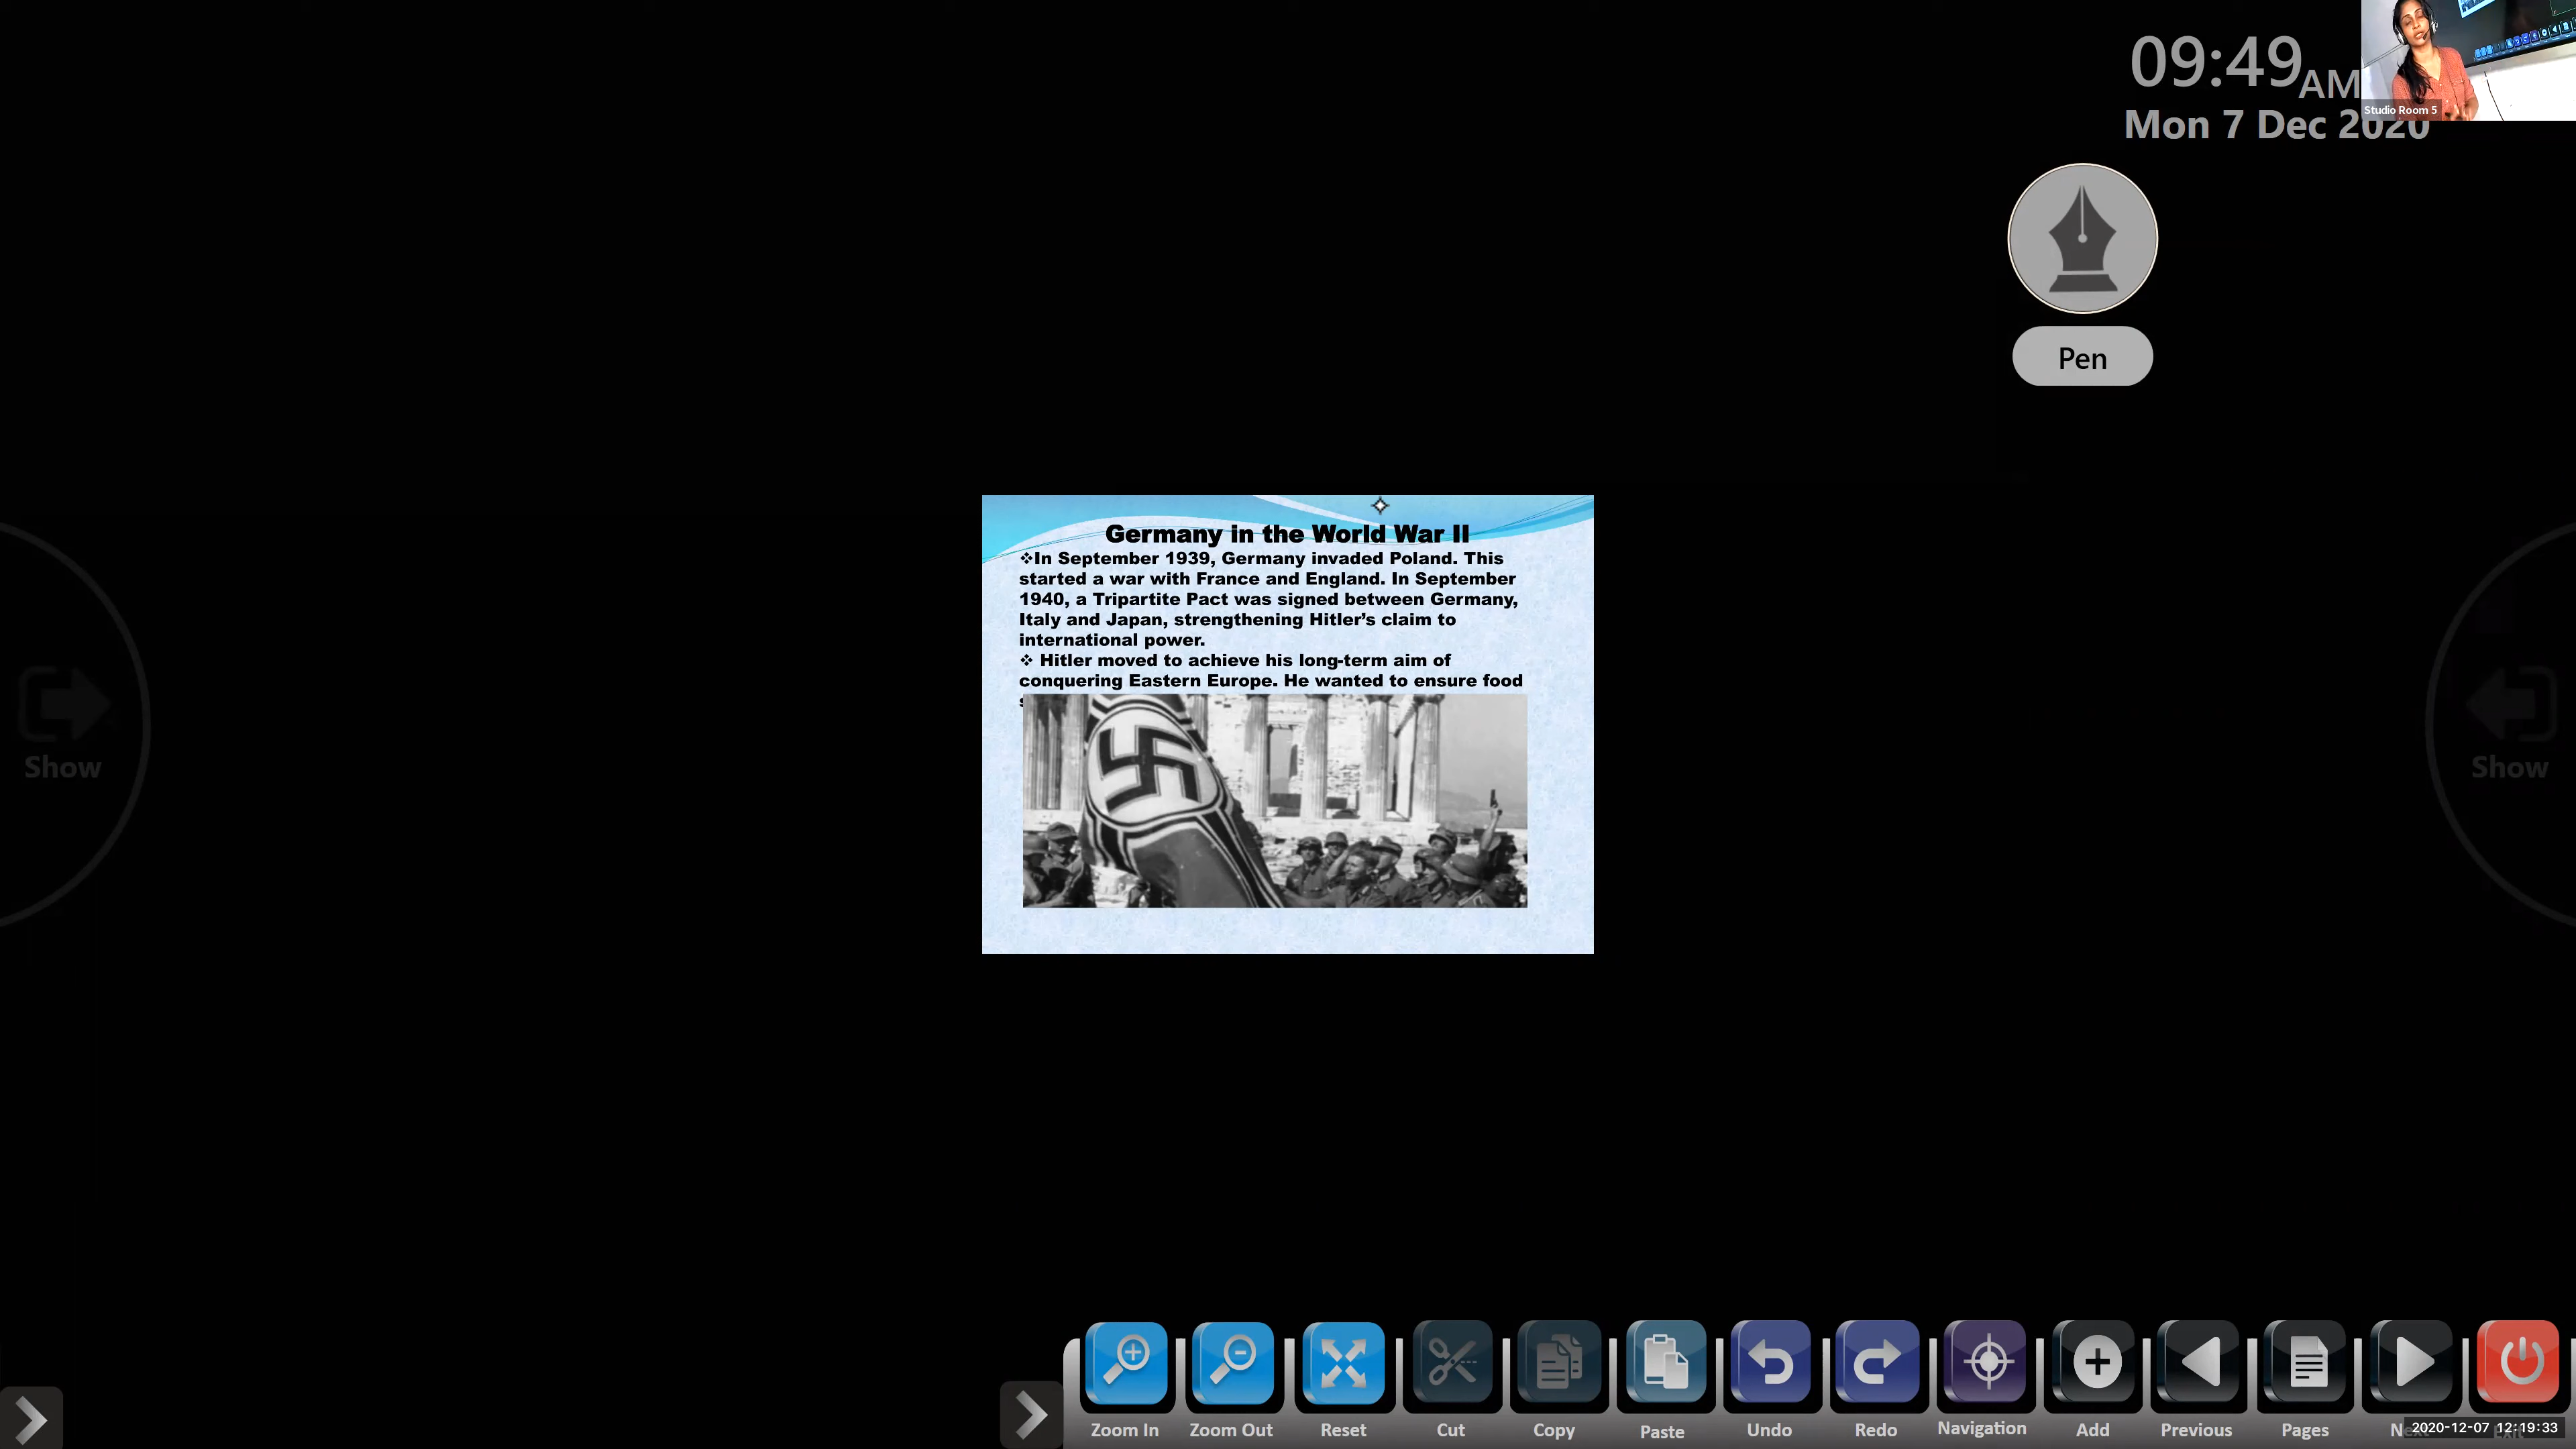 09:49 AM
Mon 7 Dec 2020
Studio Room 5
Pen
Germany in the World War II
❖In September 1939, Germany invaded Poland. This
started a war with France and England. In September
1940, a Tripartite Pact was signed between Germany,
Italy and Japan, strengthening Hitler’s claim to
international power.
❖ Hitler moved to achieve his long-term aim of
conquering Eastern Europe. He wanted to ensure food
Show
Show
Zoom In Zoom Out Reset Cut Copy Paste Undo Redo Navigation Add Previous Pages
2020-12-07 12:19:33